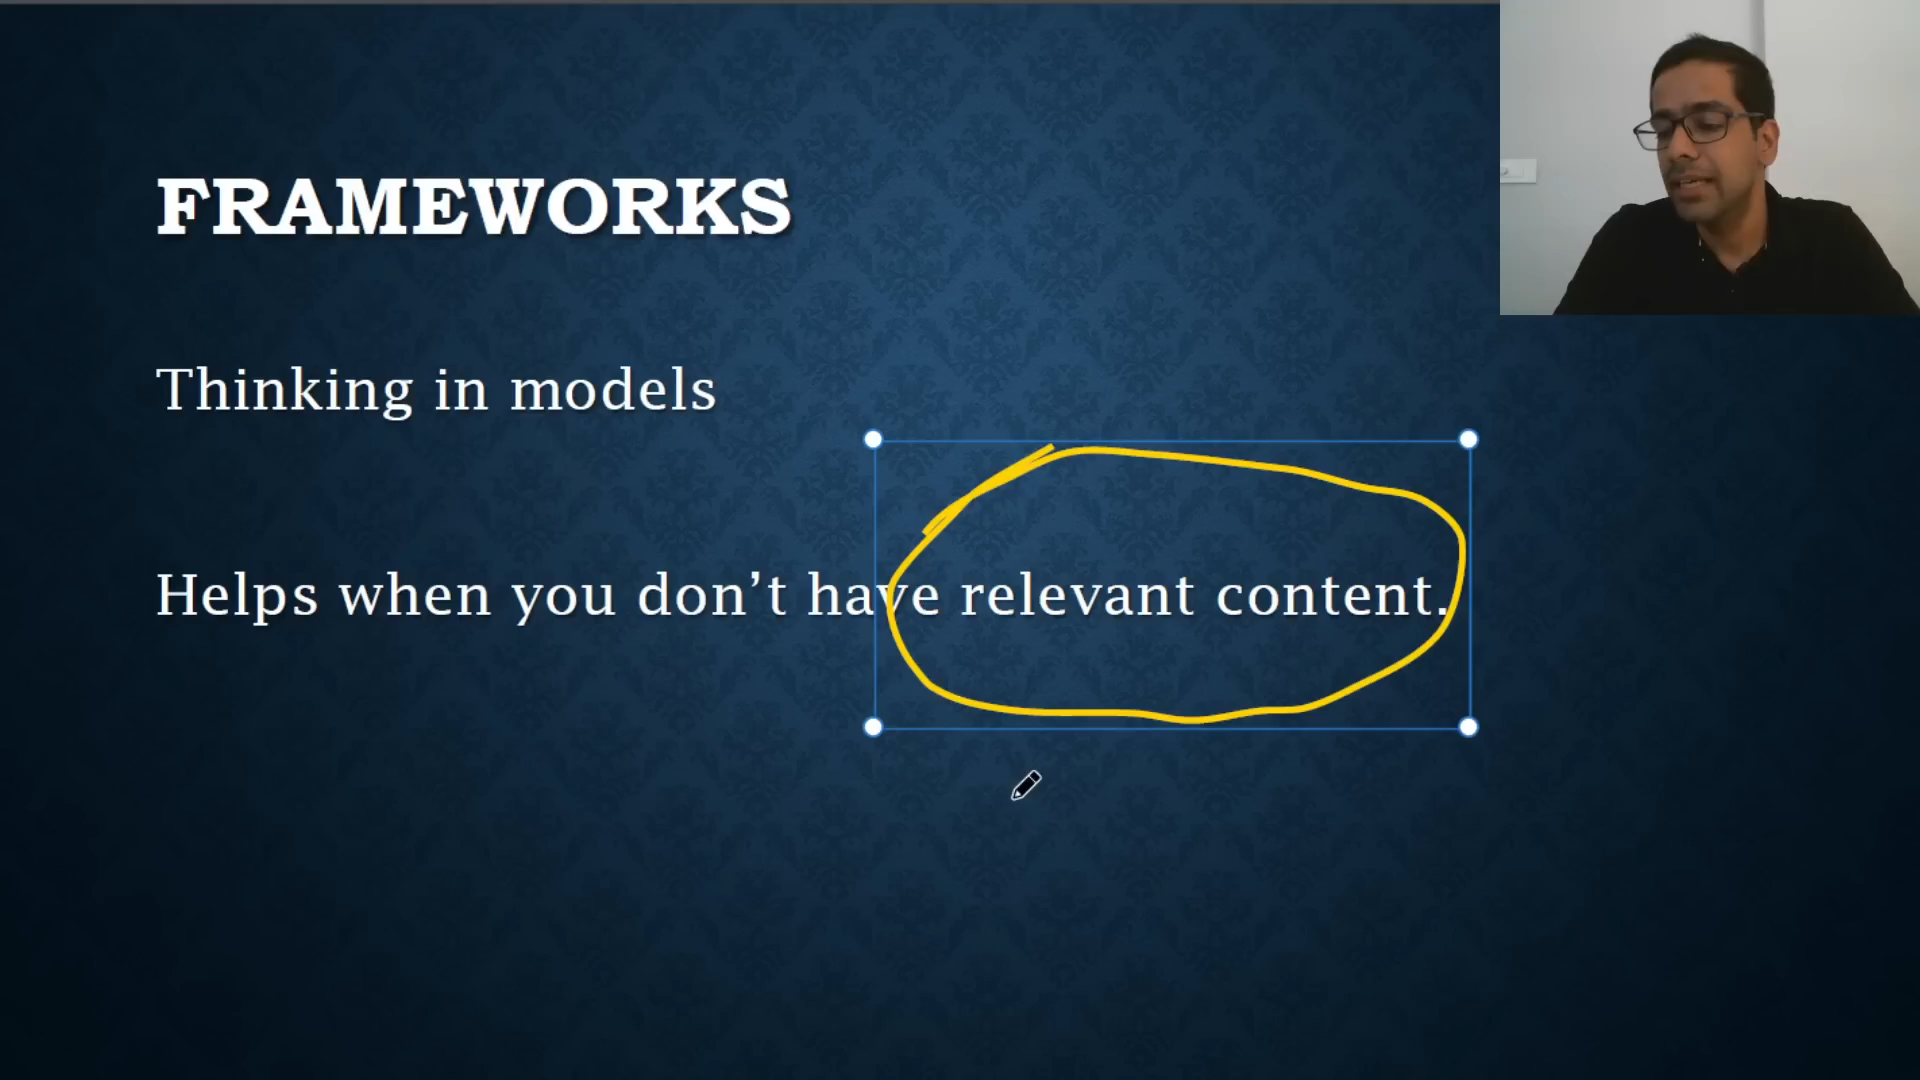 FRAMEWORKS
Thinking in models
Helps when you don’t have relevant content.